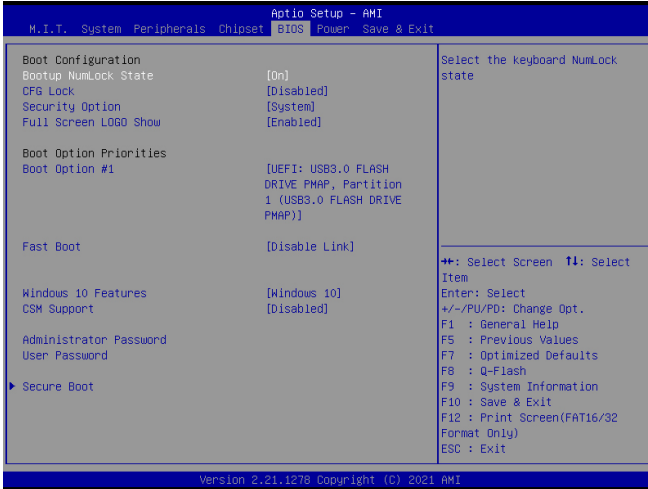 Aptio Setup - AMI
M.I.T. System Peripherals Chipset BIOS Power Save & Exit
Boot Configuration
Bootup NumLock State [On]
CFG Lock [Disabled]
Security Option [System]
Full Screen LOGO Show [Enabled]
Boot Option Priorities
Boot Option #1 [UEFI: USB3.0 FLASH
DRIVE PMAP, Partition
1 (USB3.0 FLASH DRIVE
PMAP)]
Fast Boot [Disable Link]
Windows 10 Features [Windows 10]
CSM Support [Disabled]
Administrator Password
User Password
Secure Boot
Select the keyboard NumLock
state
→←: Select Screen ↑↓: Select
Item
Enter: Select
+/-/PU/PD: Change Opt.
F1 : General Help
F5 : Previous Values
F7 : Optimized Defaults
F8 : Q-Flash
F9 : System Information
F10 : Save & Exit
F12 : Print Screen(FAT16/32
Format Only)
ESC : Exit
Version 2.21.1278 Copyright (C) 2021 AMI